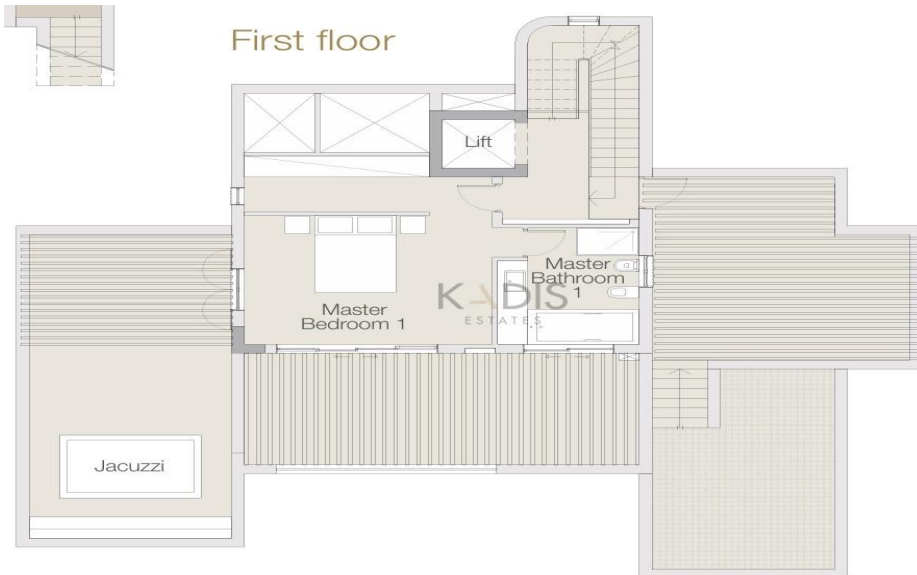 First floor
Lift
Master
Bedroom 1
Master
Bathroom
1
KADIS
ESTATES
Jacuzzi